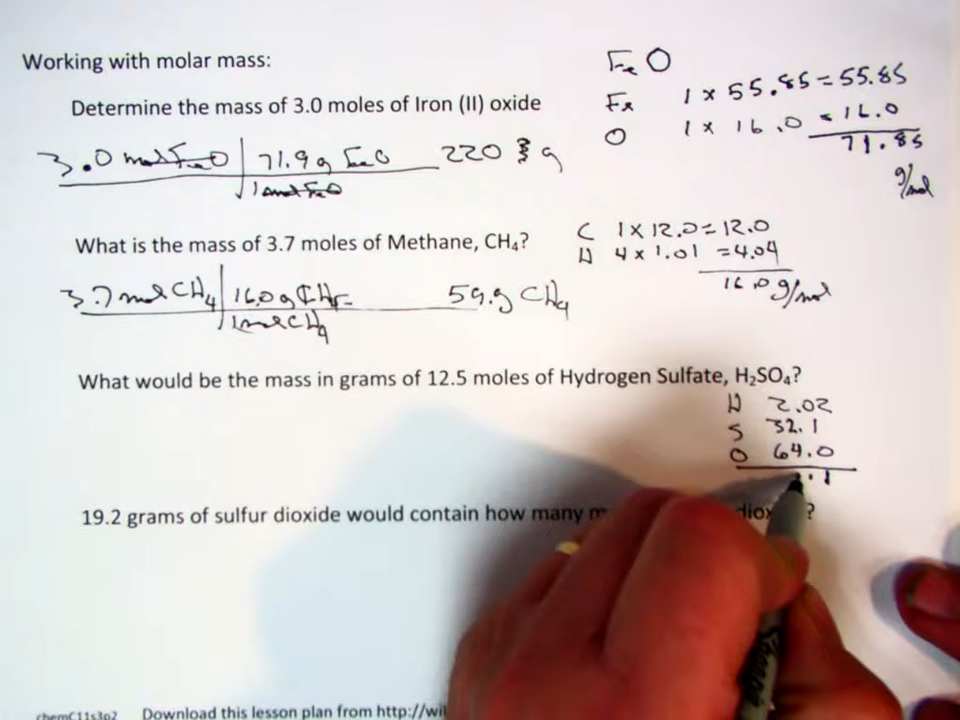 Working with molar mass:
FeO
Determine the mass of 3.0 moles of Iron (II) oxide
Fe 1 x 55.85 = 55.85
O 1 x 16.0 = 16.0
71.85
g/mol
3.0 mol FeO 71.9 g FeO 220 g
1 mol FeO
What is the mass of 3.7 moles of Methane, CH₄?
C 1 x 12.0 = 12.0
H 4 x 1.01 = 4.04
16.0 g/mol
3.7 mol CH₄ 16.0 g CH₄ 59.g CH₄
1 mol CH₄
What would be the mass in grams of 12.5 moles of Hydrogen Sulfate, H₂SO₄?
H 2.02
S 32.1
O 64.0
.1
19.2 grams of sulfur dioxide would contain how many ?
chemC11s3p2 Download this lesson plan from http://wil